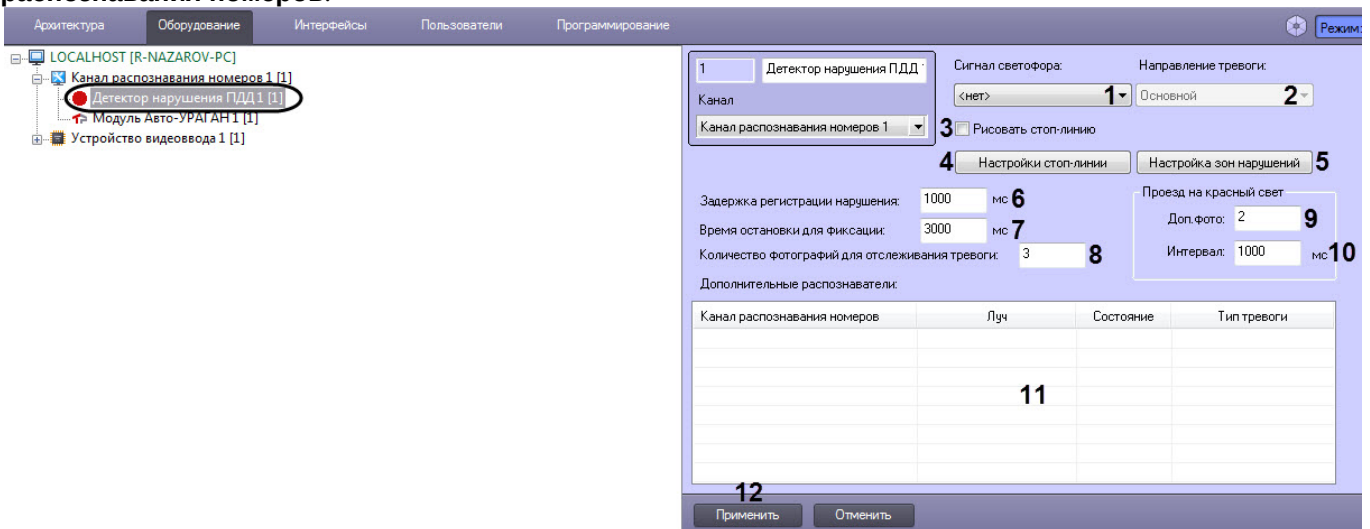 распознавания номеров.
Архитектура Оборудование Интерфейсы Пользователи Программирование Режим:
LOCALHOST [R-NAZAROV-PC]
Канал распознавания номеров 1 [1]
Детектор нарушения ПДД 1 [1]
Модуль Авто-УРАГАН 1 [1]
Устройство видеоввода 1 [1]
1 Детектор нарушения ПДД Сигнал светофора: Направление тревоги:
<нет> 1 Основной 2
Канал
Канал распознавания номеров 1 3 Рисовать стоп-линию
4 Настройки стоп-линии Настройка зон нарушений 5
Проезд на красный свет
Задержка регистрации нарушения: 1000 мс 6
Доп.фото: 2 9
Время остановки для фиксации: 3000 мс 7
Количество фотографий для отслеживания тревоги: 3 8
Интервал: 1000 мс 10
Дополнительные распознаватели:
Канал распознавания номеров Луч Состояние Тип тревоги
11
12
Применить Отменить